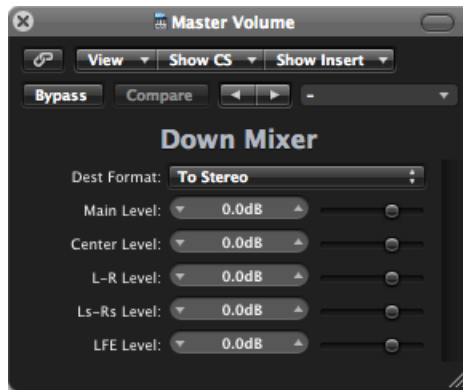 Master Volume
View Show CS Show Insert
Bypass Compare -
Down Mixer
Dest Format: To Stereo
Main Level: 0.0dB
Center Level: 0.0dB
L-R Level: 0.0dB
Ls-Rs Level: 0.0dB
LFE Level: 0.0dB